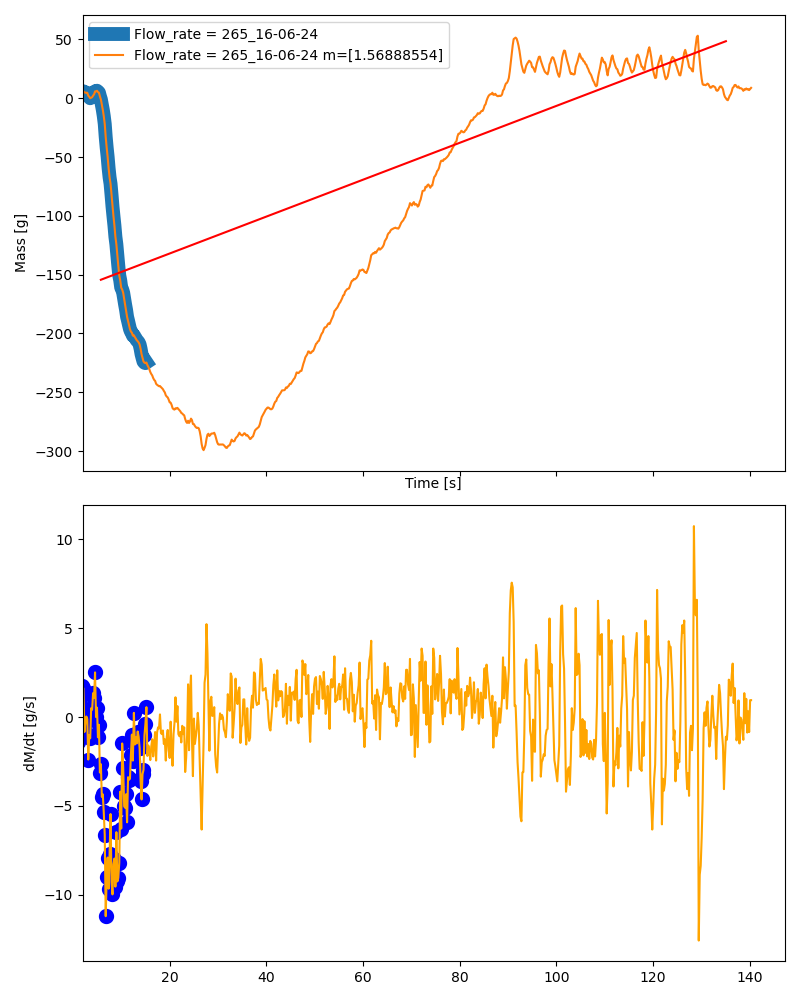 Flow_rate = 265_16-06-24
Flow_rate = 265_16-06-24 m=[1.56888554]
50
0
−50
−100
−150
−200
−250
−300
Mass [g]
Time [s]
10
5
0
−5
−10
dM/dt [g/s]
20 40 60 80 100 120 140